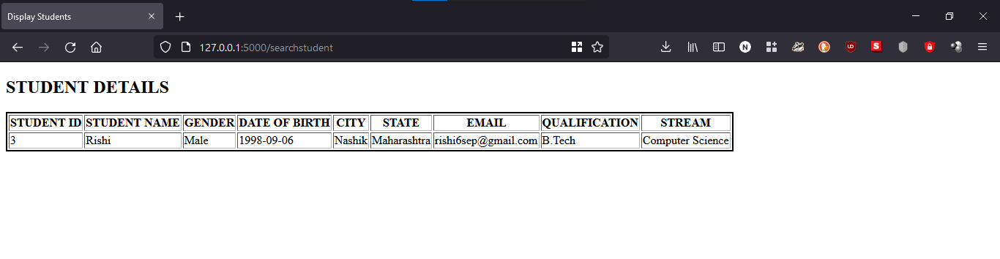 Display Students
127.0.0.1:5000/searchstudent
N
UD
S
STUDENT DETAILS
STUDENT ID STUDENT NAME GENDER DATE OF BIRTH CITY STATE EMAIL QUALIFICATION STREAM
3 Rishi Male 1998-09-06 Nashik Maharashtra rishi6sep@gmail.com B.Tech Computer Science